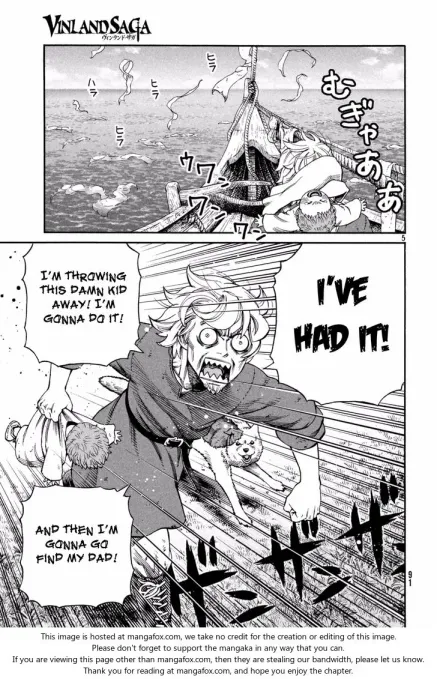 VINLAND SAGA
ヴィンランド・サガ
ヒラ
ハラ
ヒラ
ヒラ
むぎゃああ
ウワン
ワン
ワン
5
I'VE
HAD IT!
I'M THROWING
THIS DAMN KID
AWAY! I'M
GONNA DO IT!
AND THEN I'M
GONNA GO
FIND MY DAD!
91
This image is hosted at mangafox.com, we take no credit for the creation or editing of this image.
Please don't forget to support the mangaka in any way that you can.
If you are viewing this page other than mangafox.com, then they are stealing our bandwidth, please let us know.
Thank you for reading at mangafox.com, and hope you enjoy the chapter.